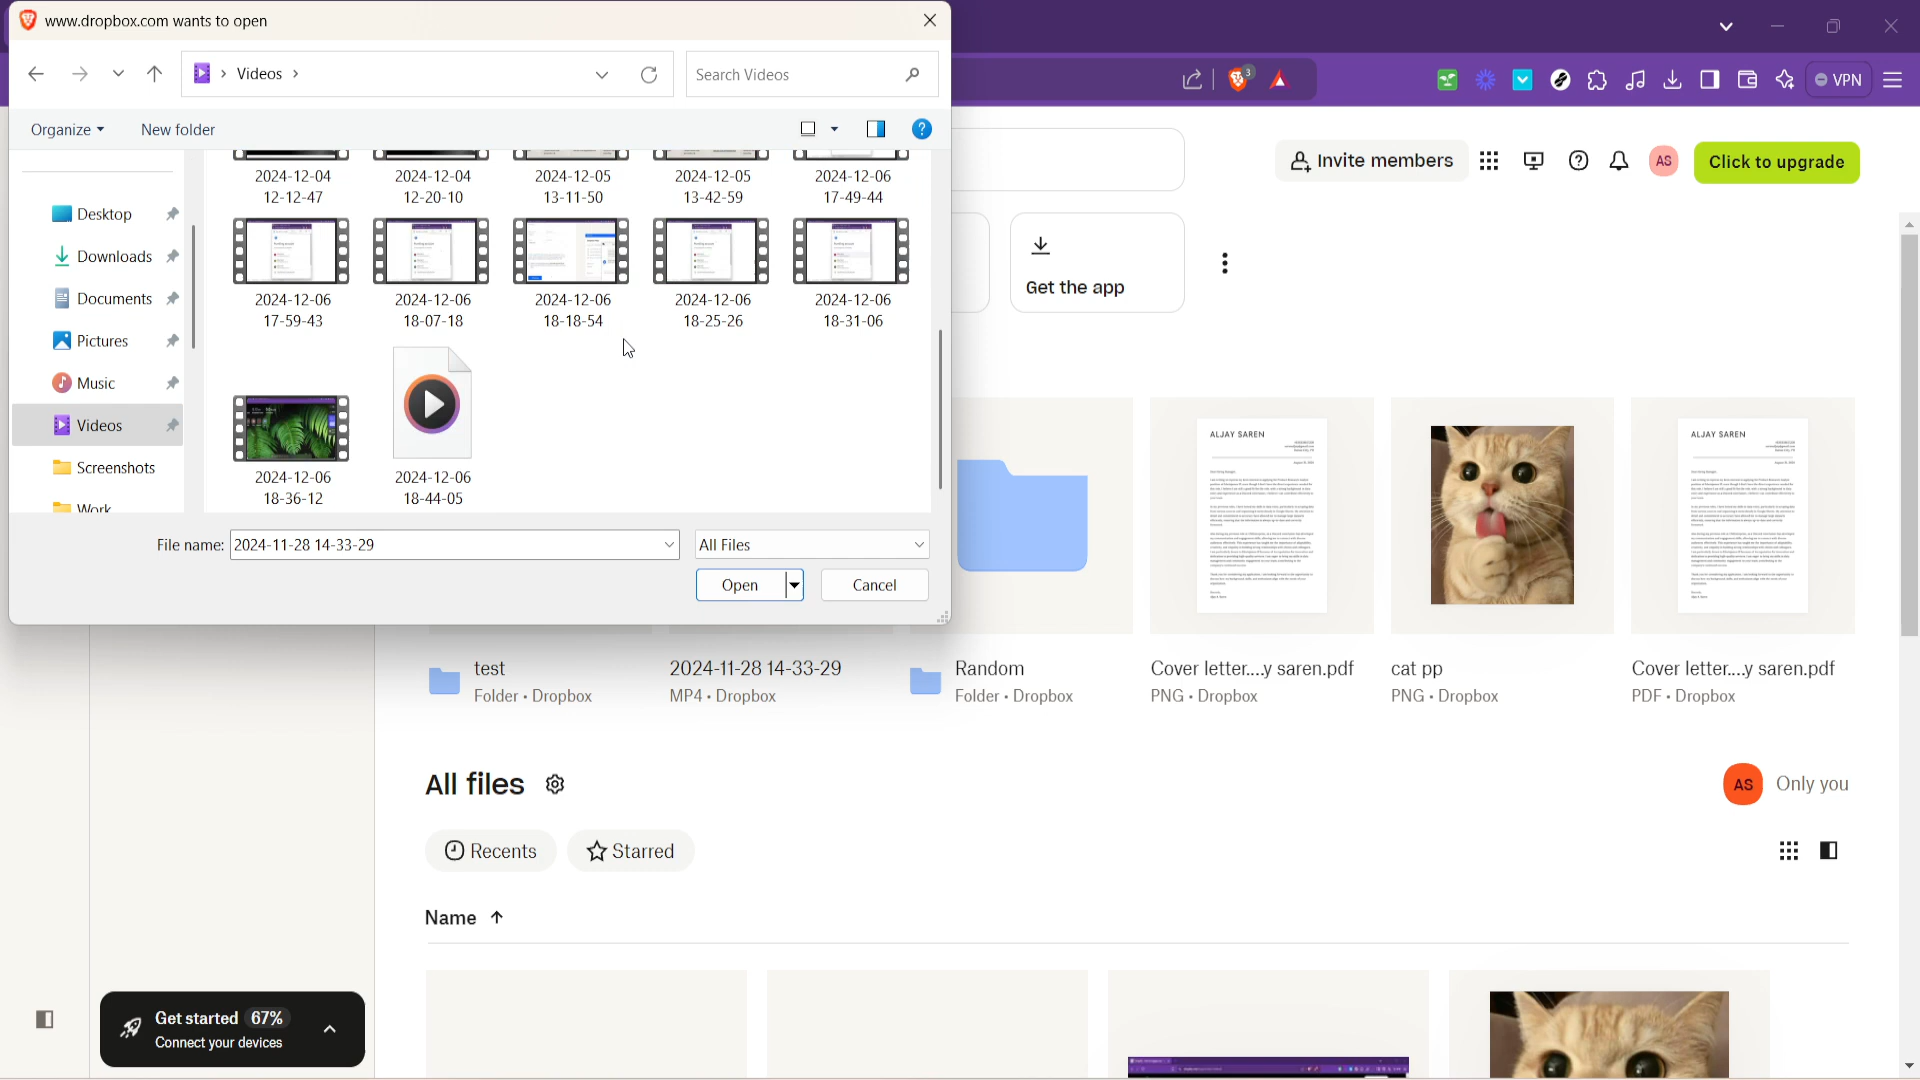 www.dropbox.com wants to open
Videos
Search Videos
Organize
New folder
2024-12-04 12-12-47
2024-12-04 12-20-10
2024-12-05 13-11-50
2024-12-05 13-42-59
2024-12-06 17-49-44
Desktop
Downloads
Documents
Pictures
Music
Videos
Screenshots
Work
2024-12-06 17-59-43
2024-12-06 18-07-18
2024-12-06 18-18-54
2024-12-06 18-25-26
2024-12-06 18-31-06
2024-12-06 18-36-12
2024-12-06 18-44-05
File name: 2024-11-28 14-33-29
All Files
Open
Cancel
3
VPN
Invite members
AS
Click to upgrade
Get the app
ALJAY SAREN
ALJAY SAREN
test
Folder • Dropbox
2024-11-28 14-33-29
MP4 • Dropbox
Random
Folder • Dropbox
Cover letter....y saren.pdf
PNG • Dropbox
cat pp
PNG • Dropbox
Cover letter....y saren.pdf
PDF • Dropbox
All files
AS Only you
Recents
Starred
Name
Get started 67%
Connect your devices